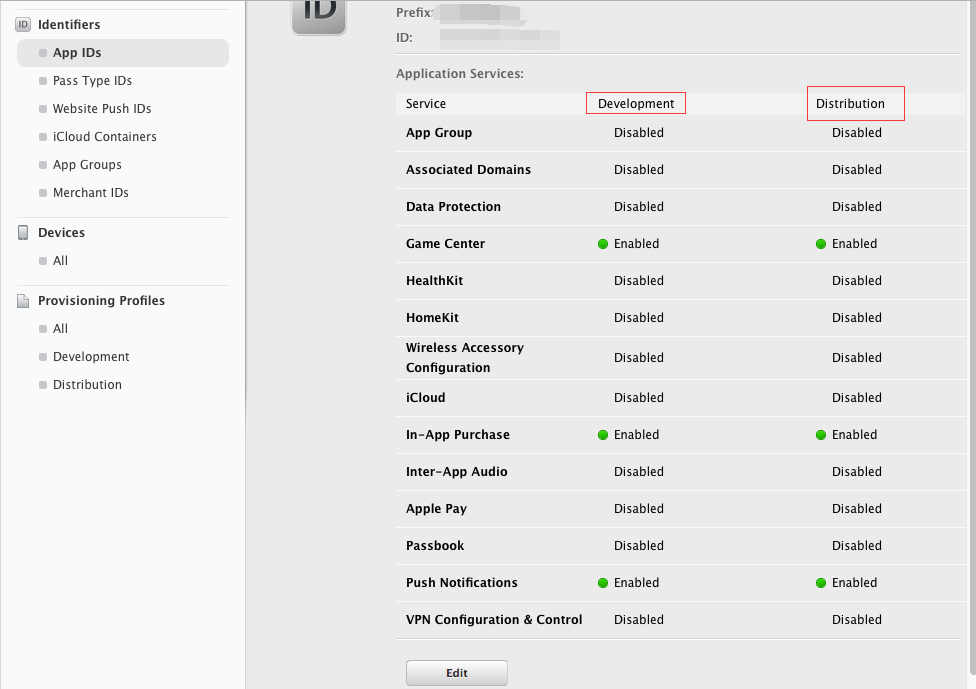 ID Identifiers
App IDs
Pass Type IDs
Website Push IDs
iCloud Containers
App Groups
Merchant IDs
Devices
All
Provisioning Profiles
All
Development
Distribution
ID
Prefix:
ID:
Application Services:
Service Development Distribution
App Group Disabled Disabled
Associated Domains Disabled Disabled
Data Protection Disabled Disabled
Game Center Enabled Enabled
HealthKit Disabled Disabled
HomeKit Disabled Disabled
Wireless Accessory
Configuration Disabled Disabled
iCloud Disabled Disabled
In-App Purchase Enabled Enabled
Inter-App Audio Disabled Disabled
Apple Pay Disabled Disabled
Passbook Disabled Disabled
Push Notifications Enabled Enabled
VPN Configuration & Control Disabled Disabled
Edit